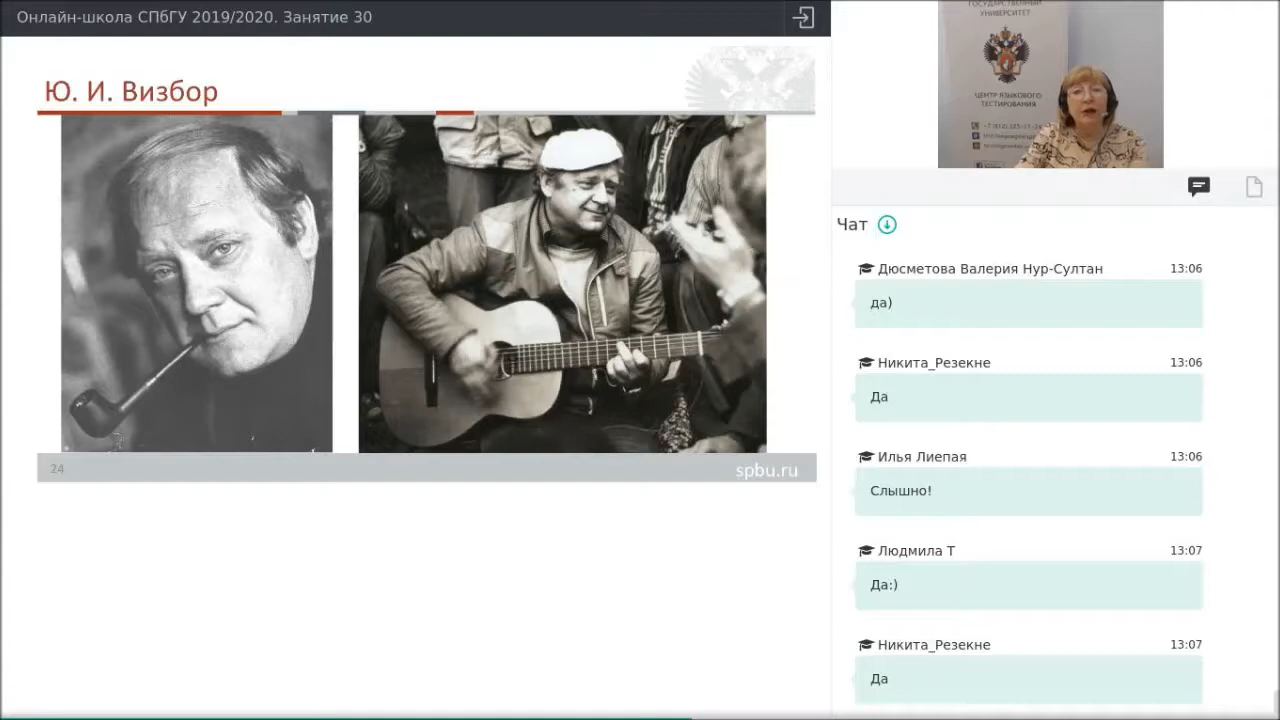 Онлайн-школа СПбГУ 2019/2020. Занятие 30
Ю. И. Визбор
24
spbu.ru
ГОСУДАРСТВЕННЫЙ
УНИВЕРСИТЕТ
ЦЕНТР ЯЗЫКОВОГО
ТЕСТИРОВАНИЯ
Чат
Дюсметова Валерия Нур-Султан 13:06
да)
Никита_Резекне 13:06
Да
Илья Лиепая 13:06
Слышно!
Людмила Т 13:07
Да:)
Никита_Резекне 13:07
Да